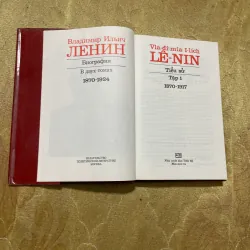 Владимир Ильич
ЛЕНИН
Биография
В двух томах
1870-1924
Vla-đi-mia I-lích
LÊ-NIN
Tiểu sử
Tập 1
1870-1917